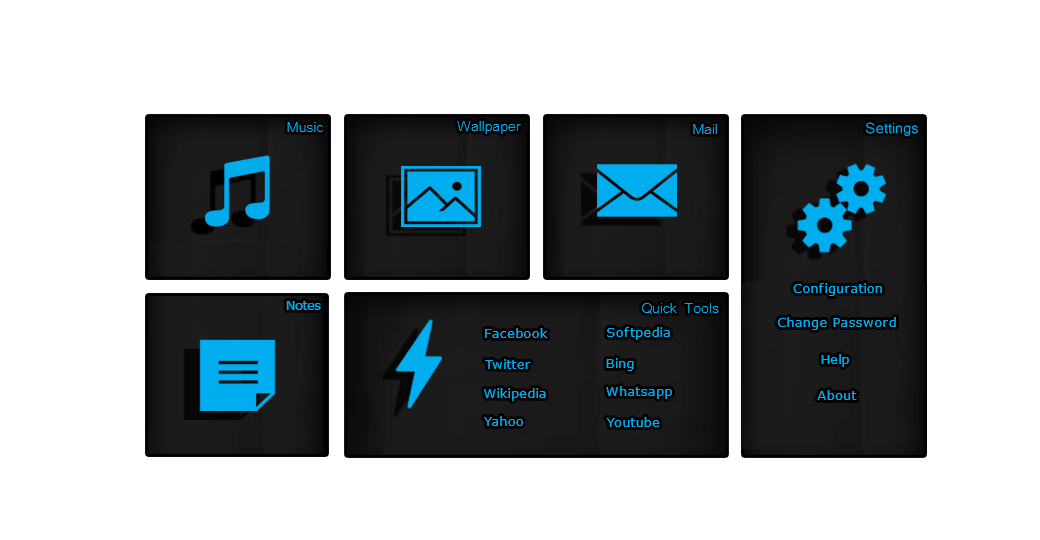 Music
Wallpaper
Mail
Settings
Configuration
Change Password
Help
About
Notes
Quick Tools
Facebook
Softpedia
Twitter
Bing
Wikipedia
Whatsapp
Yahoo
Youtube